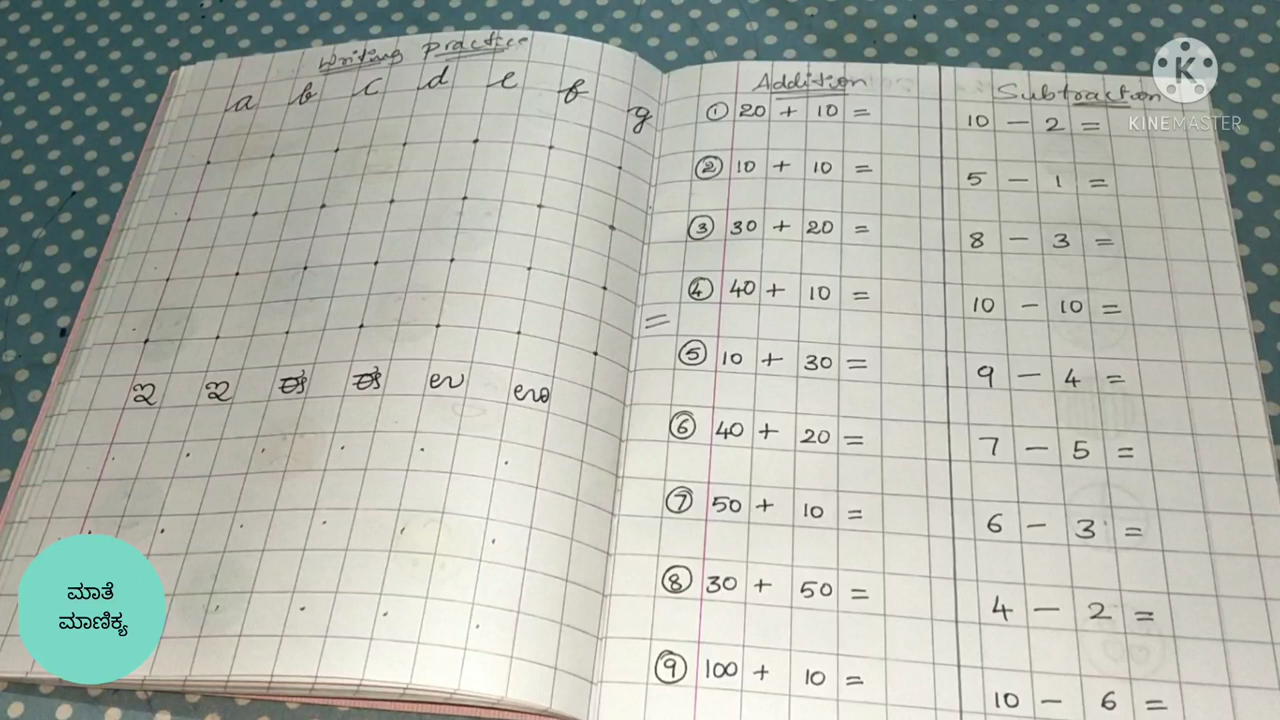 Writing Practice
a b c d e f g
ಇ ಇ ಈ ಈ ಉ ಊ
Addition
① 20 + 10 =
② 10 + 10 =
③ 30 + 20 =
④ 40 + 10 =
=
⑤ 10 + 30 =
⑥ 40 + 20 =
⑦ 50 + 10 =
⑧ 30 + 50 =
⑨ 100 + 10 =
Subtraction
10 - 2 =
5 - 1 =
8 - 3 =
10 - 10 =
9 - 4 =
7 - 5 =
6 - 3 =
4 - 2 =
10 - 6 =
K
KINEMASTER
ಮಾತೆ
ಮಾಣಿಕ್ಯ